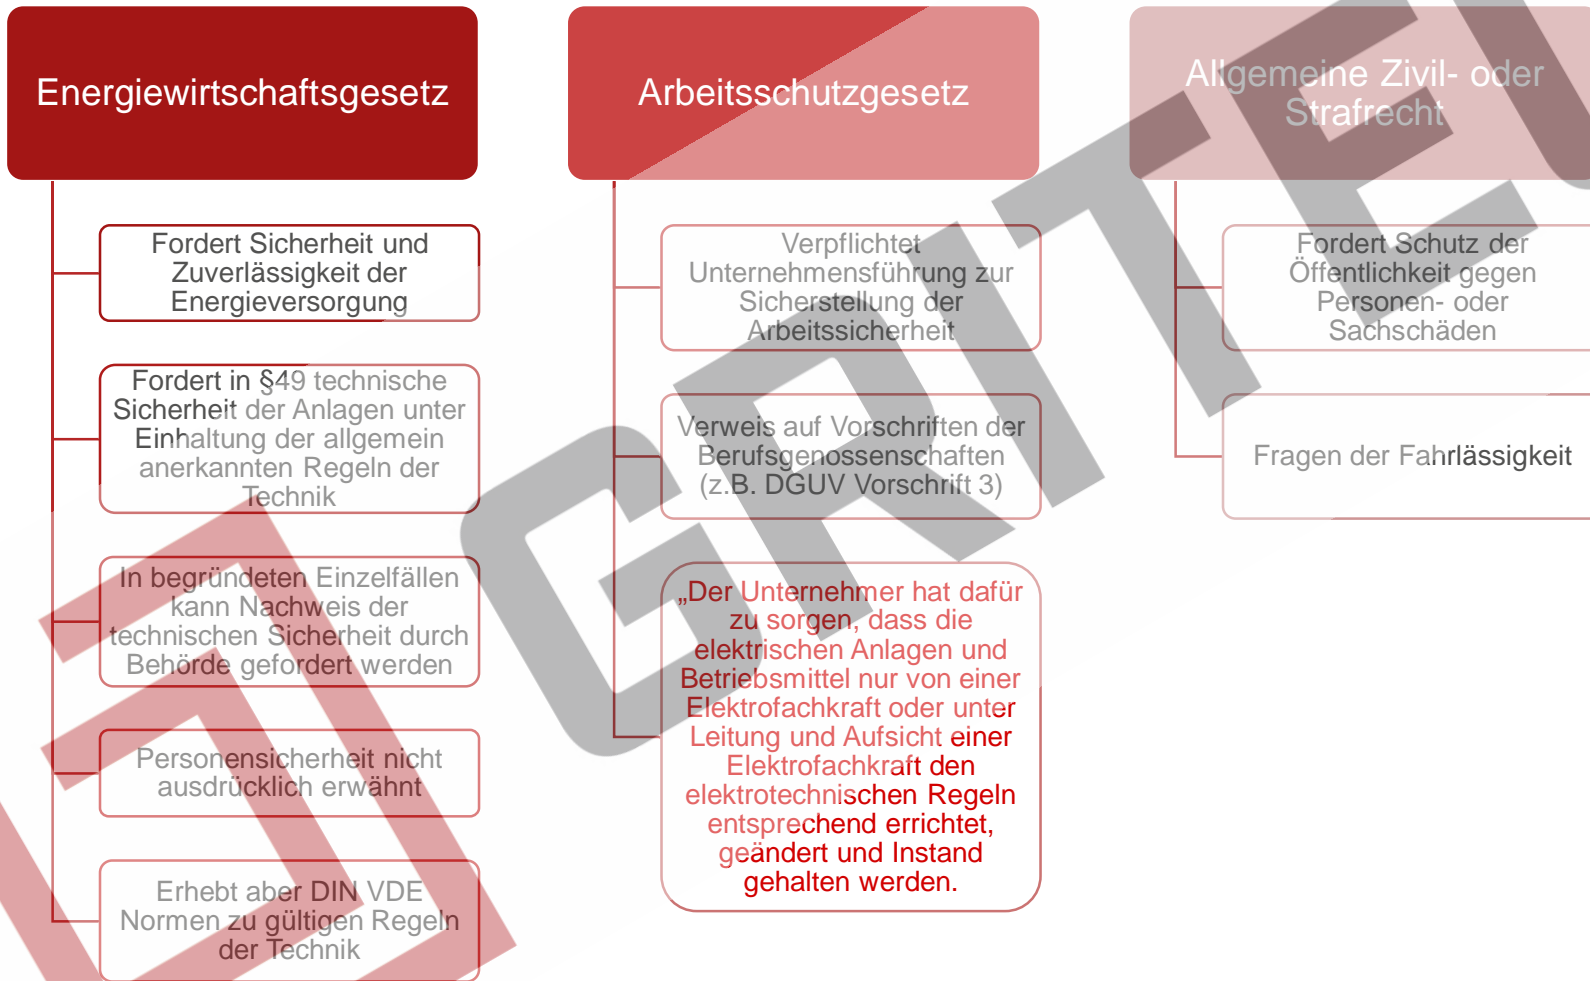 Energiewirtschaftsgesetz
Fordert Sicherheit und
Zuverlässigkeit der
Energieversorgung
Fordert in §49 technische
Sicherheit der Anlagen unter
Einhaltung der allgemein
anerkannten Regeln der
Technik
In begründeten Einzelfällen
kann Nachweis der
technischen Sicherheit durch
Behörde gefordert werden
Personensicherheit nicht
ausdrücklich erwähnt
Erhebt aber DIN VDE
Normen zu gültigen Regeln
der Technik
Arbeitsschutzgesetz
Verpflichtet
Unternehmensführung zur
Sicherstellung der
Arbeitssicherheit
Verweis auf Vorschriften der
Berufsgenossenschaften
(z.B. DGUV Vorschrift 3)
„Der Unternehmer hat dafür
zu sorgen, dass die
elektrischen Anlagen und
Betriebsmittel nur von einer
Elektrofachkraft oder unter
Leitung und Aufsicht einer
Elektrofachkraft den
elektrotechnischen Regeln
entsprechend errichtet,
geändert und Instand
gehalten werden.
Allgemeine Zivil- oder
Strafrecht
Fordert Schutz der
Öffentlichkeit gegen
Personen- oder
Sachschäden
Fragen der Fahrlässigkeit
GRITE